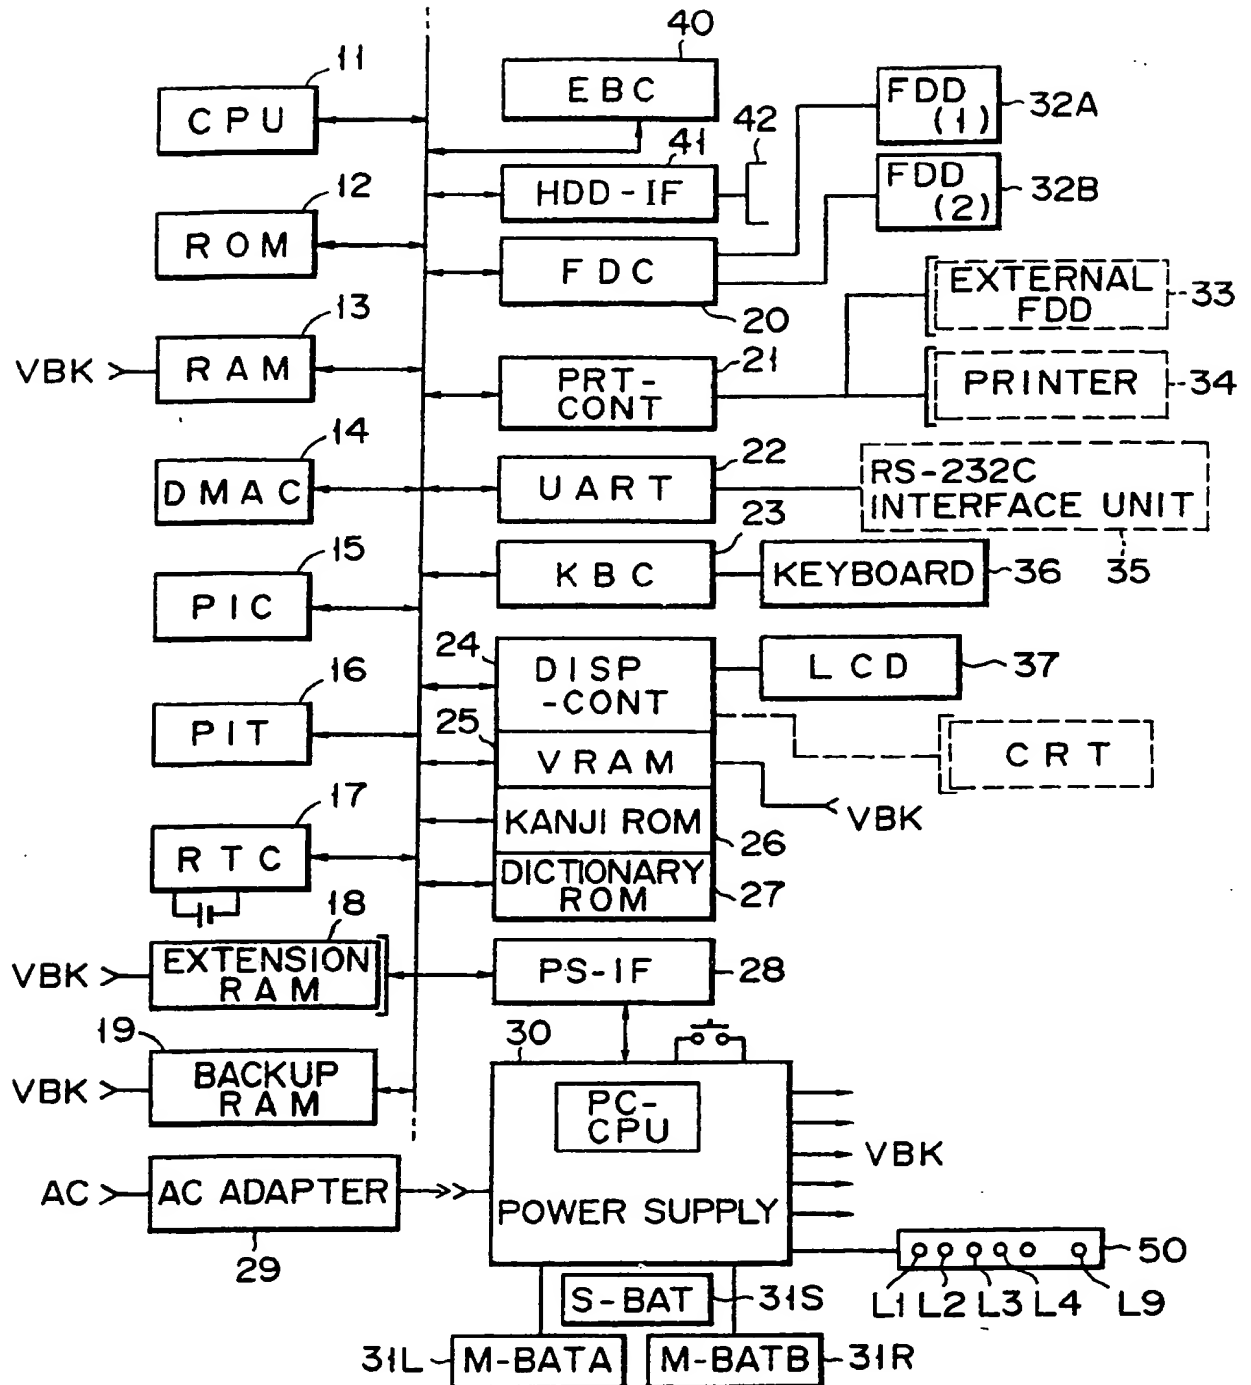 40
11
EBC
FDD
(1)
32A
CPU
41
42
HDD-IF
FDD
(2)
32B
12
ROM
FDC
20
EXTERNAL
FDD
33
13
VBK
RAM
21
PRT-
CONT
PRINTER
34
14
DMAC
22
UART
RS-232C
INTERFACE UNIT
35
15
PIC
23
KBC
KEYBOARD
36
24
DISP
-CONT
LCD
37
16
PIT
25
VRAM
CRT
VBK
17
RTC
KANJI ROM
26
DICTIONARY
ROM
27
18
VBK
EXTENSION
RAM
PS-IF
28
19
VBK
BACKUP
RAM
30
PC-
CPU
VBK
AC
AC ADAPTER
29
POWER SUPPLY
50
L1 L2 L3 L4 L9
S-BAT
31S
31L
M-BATA
M-BATB
31R